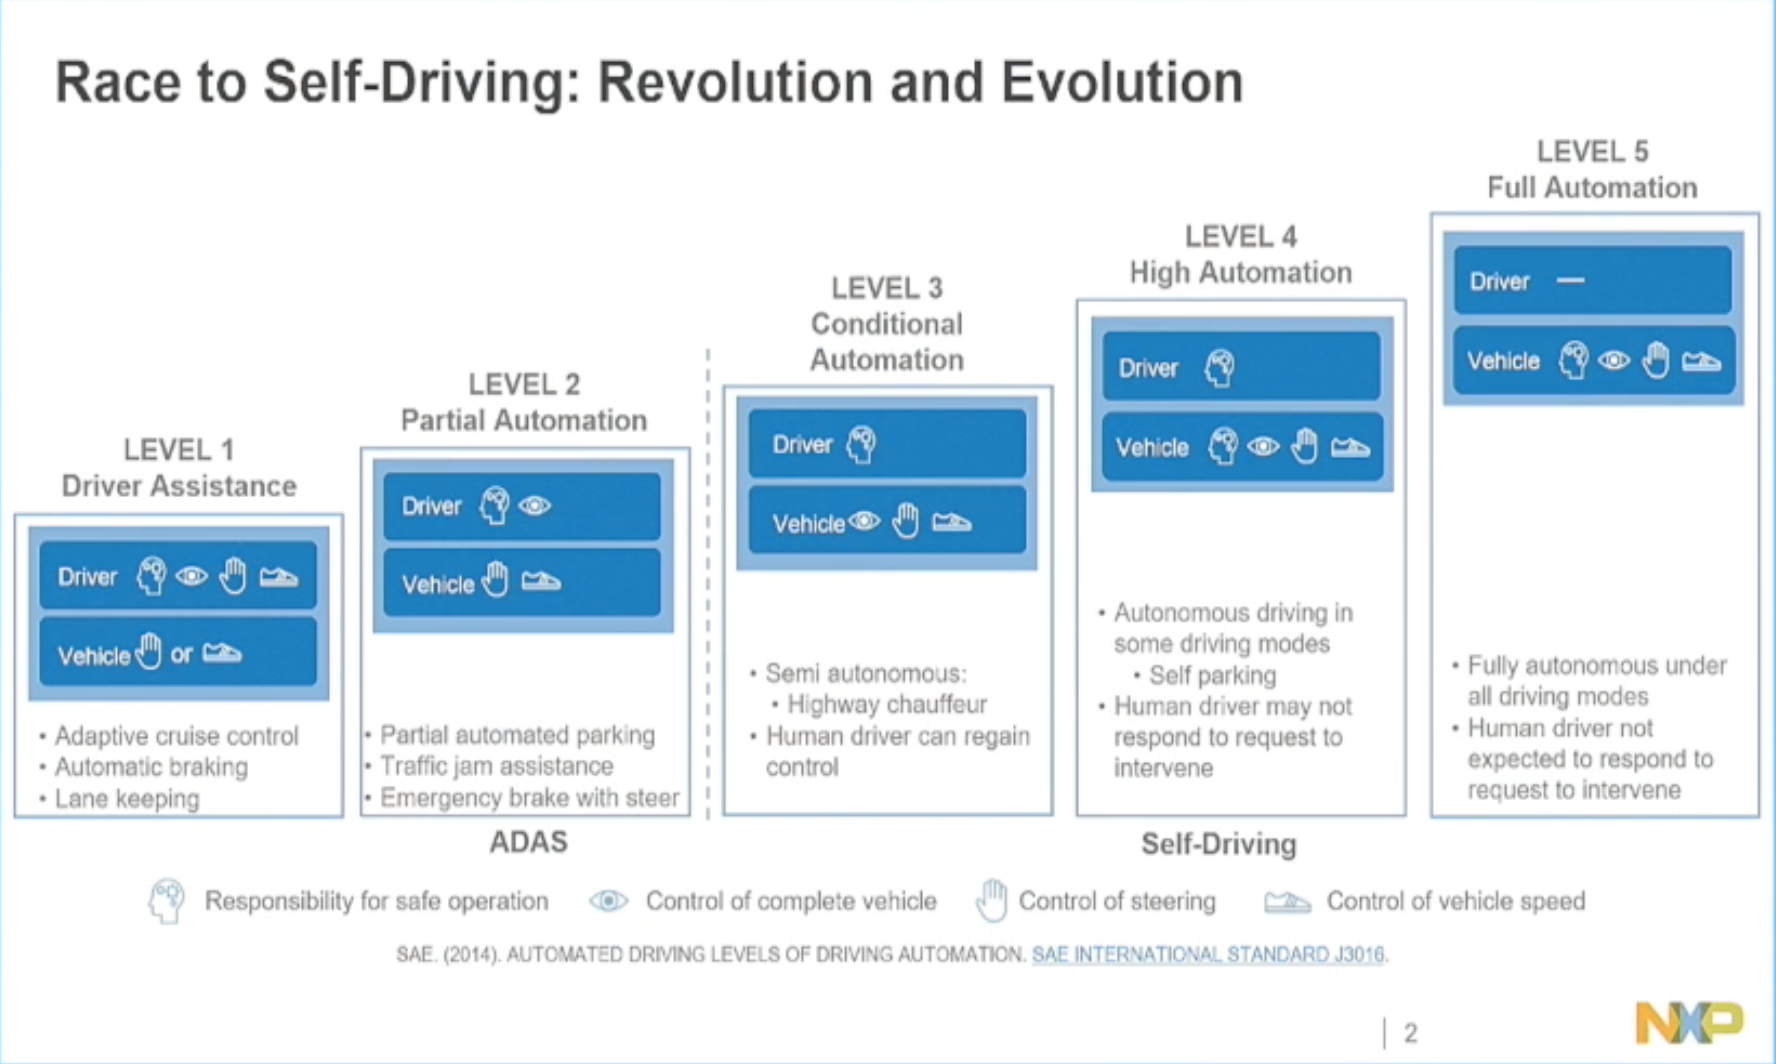 Race to Self-Driving: Revolution and Evolution
LEVEL 1
Driver Assistance
Driver
Vehicle or
• Adaptive cruise control
• Automatic braking
• Lane keeping
LEVEL 2
Partial Automation
Driver
Vehicle
• Partial automated parking
• Traffic jam assistance
• Emergency brake with steer
ADAS
LEVEL 3
Conditional
Automation
Driver
Vehicle
• Semi autonomous:
• Highway chauffeur
• Human driver can regain
control
LEVEL 4
High Automation
Driver
Vehicle
• Autonomous driving in
some driving modes
• Self parking
• Human driver may not
respond to request to
intervene
LEVEL 5
Full Automation
Driver —
Vehicle
• Fully autonomous under
all driving modes
• Human driver not
expected to respond to
request to intervene
Self-Driving
Responsibility for safe operation
Control of complete vehicle
Control of steering
Control of vehicle speed
SAE. (2014). AUTOMATED DRIVING LEVELS OF DRIVING AUTOMATION. SAE INTERNATIONAL STANDARD J3016.
| 2
NXP